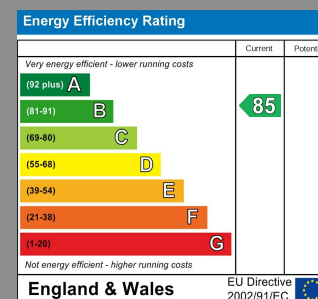 Energy Efficiency Rating
Current
Very energy efficient - lower running costs
(92 plus) A
(81-91) B
85
(69-80) C
(55-68) D
(39-54) E
(21-38) F
(1-20) G
Not energy efficient - higher running costs
England & Wales
EU Directive
2002/91/EC